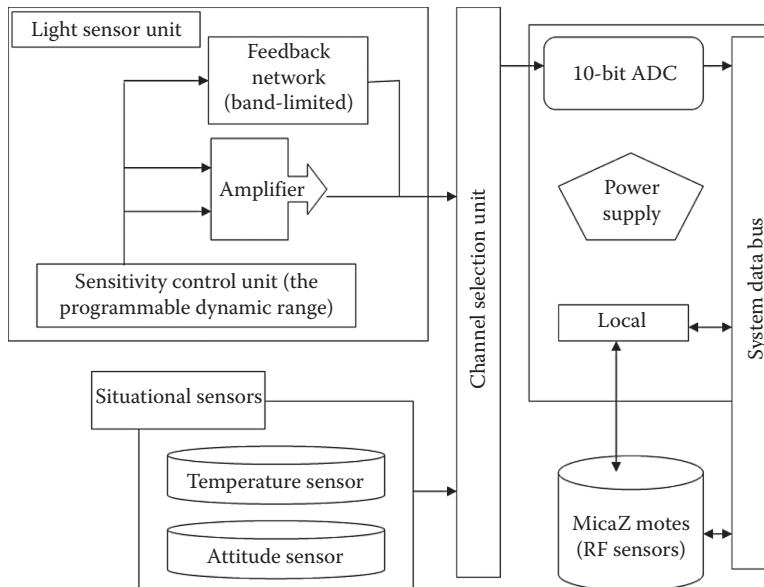 Light sensor unit
Feedback
network
(band-limited)
Amplifier
Sensitivity control unit (the
programmable dynamic range)
Situational sensors
Temperature sensor
Attitude sensor
Channel selection unit
10-bit ADC
Power
supply
Local
MicaZ motes
(RF sensors)
System data bus